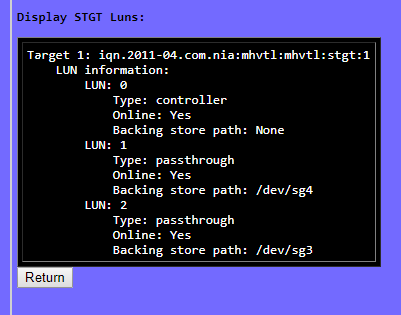 Display STGT Luns:
Target 1: iqn.2011-04.com.nia:mhvtl:mhvtl:stgt:1
LUN information:
LUN: 0
Type: controller
Online: Yes
Backing store path: None
LUN: 1
Type: passthrough
Online: Yes
Backing store path: /dev/sg4
LUN: 2
Type: passthrough
Online: Yes
Backing store path: /dev/sg3
Return